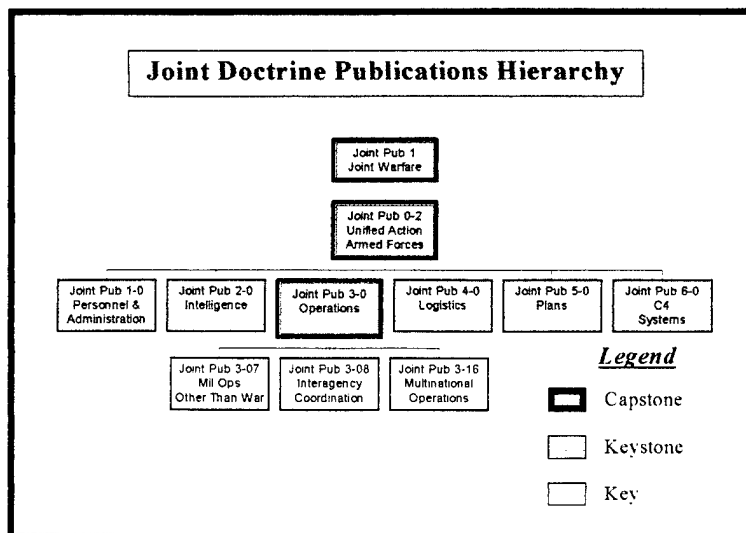 Joint Doctrine Publications Hierarchy
Joint Pub 1
Joint Warfare
Joint Pub 0-2
Unified Action
Armed Forces
Joint Pub 1-0
Personnel &
Administration
Joint Pub 2-0
Intelligence
Joint Pub 3-0
Operations
Joint Pub 4-0
Logistics
Joint Pub 5-0
Plans
Joint Pub 6-0
C4
Systems
Joint Pub 3-07
Mil Ops
Other Than War
Joint Pub 3-08
Interagency
Coordination
Joint Pub 3-16
Multinational
Operations
Legend
Capstone
Keystone
Key